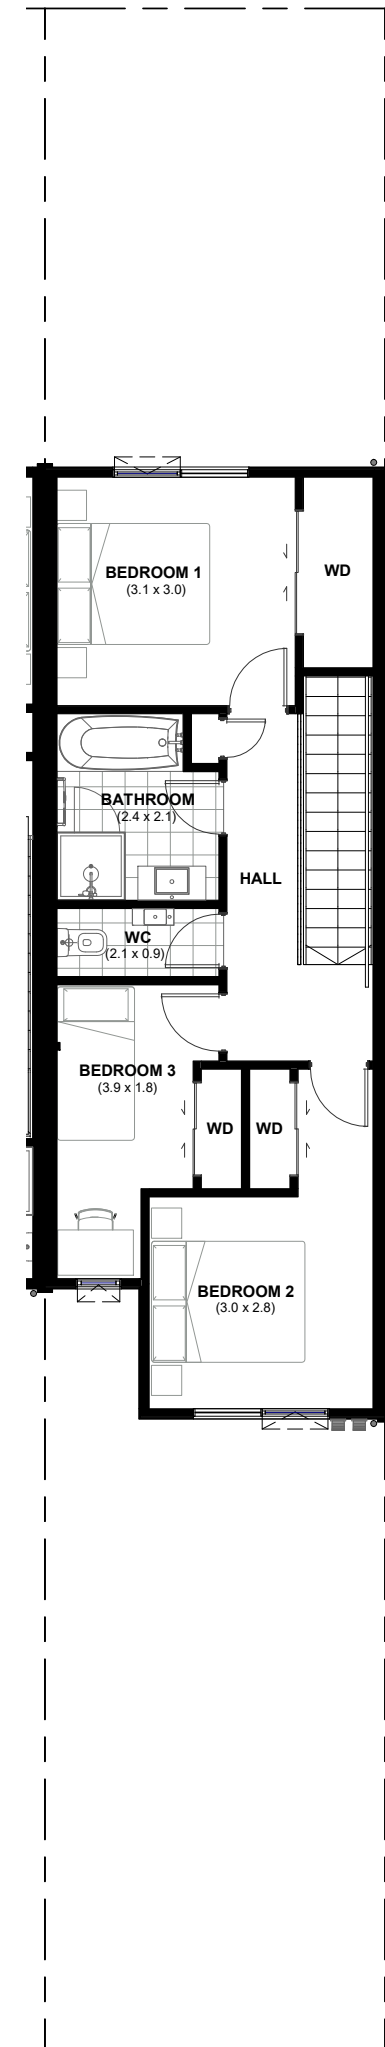 BEDROOM 1
(3.1 x 3.0)
WD
BATHROOM
(2.4 x 2.1)
HALL
WC
(2.1 x 0.9)
BEDROOM 3
(3.9 x 1.8)
WD
WD
BEDROOM 2
(3.0 x 2.8)